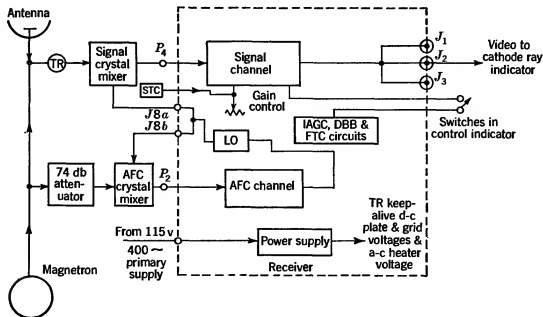 Antenna
TR
Signal
crystal
mixer
P4
Signal
channel
J1
J2
J3
Video to
cathode ray
indicator
STC
Gain
control
J8a
J8b
LO
IAGC, DBB &
FTC circuits
Switches in
control indicator
74 db
atten-
uator
AFC
crystal
mixer
P2
AFC channel
From 115 v
400 ~
primary
supply
Power supply
TR keep-
alive d-c
plate & grid
voltages &
a-c heater
voltage
Receiver
Magnetron